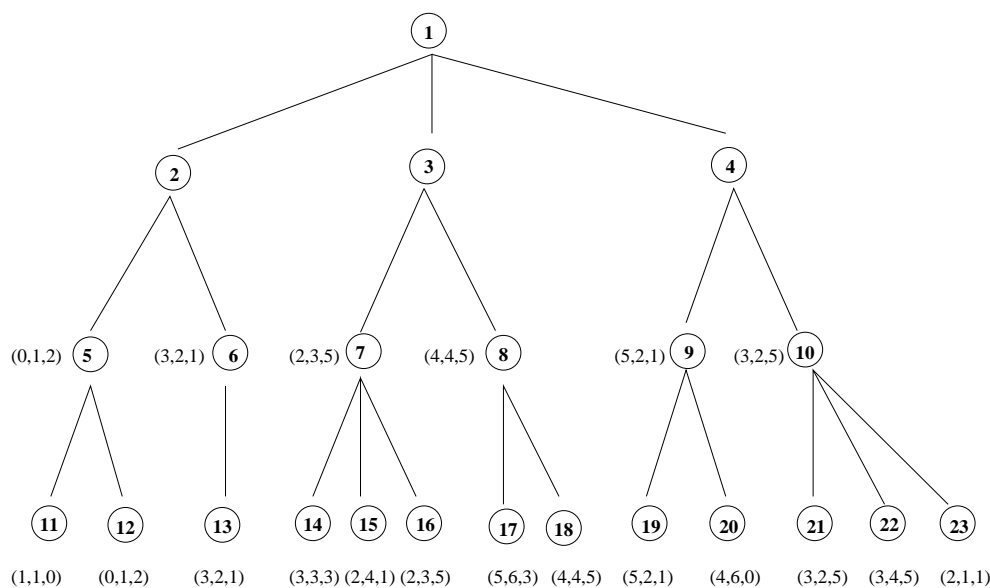 1
2 3 4
(0,1,2) 5 (3,2,1) 6 (2,3,5) 7 (4,4,5) 8 (5,2,1) 9 (3,2,5) 10
11 12 13 14 15 16 17 18 19 20 21 22 23
(1,1,0) (0,1,2) (3,2,1) (3,3,3) (2,4,1) (2,3,5) (5,6,3) (4,4,5) (5,2,1) (4,6,0) (3,2,5) (3,4,5) (2,1,1)